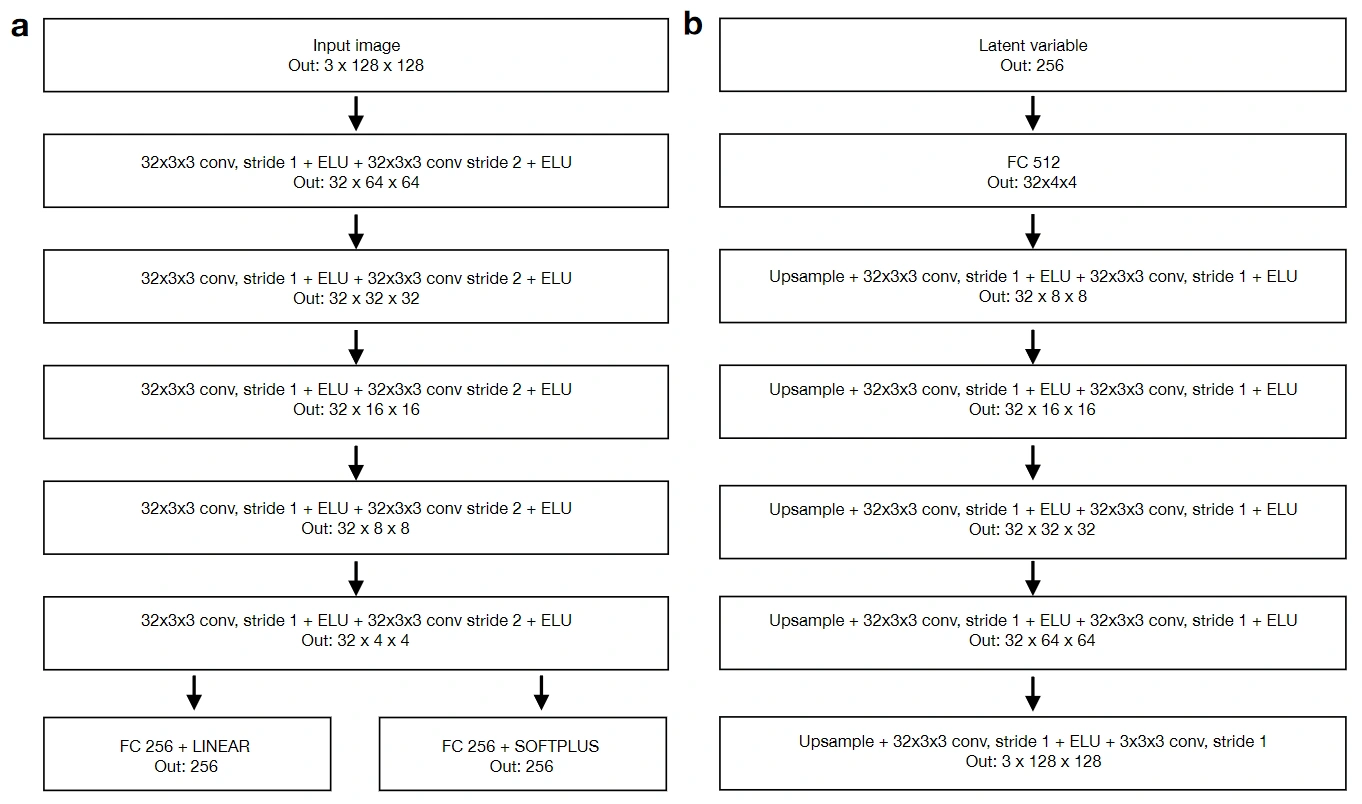 a
Input image
Out: 3 x 128 x 128
32x3x3 conv, stride 1 + ELU + 32x3x3 conv stride 2 + ELU
Out: 32 x 64 x 64
32x3x3 conv, stride 1 + ELU + 32x3x3 conv stride 2 + ELU
Out: 32 x 32 x 32
32x3x3 conv, stride 1 + ELU + 32x3x3 conv stride 2 + ELU
Out: 32 x 16 x 16
32x3x3 conv, stride 1 + ELU + 32x3x3 conv stride 2 + ELU
Out: 32 x 8 x 8
32x3x3 conv, stride 1 + ELU + 32x3x3 conv stride 2 + ELU
Out: 32 x 4 x 4
FC 256 + LINEAR
Out: 256
FC 256 + SOFTPLUS
Out: 256
b
Latent variable
Out: 256
FC 512
Out: 32x4x4
Upsample + 32x3x3 conv, stride 1 + ELU + 32x3x3 conv, stride 1 + ELU
Out: 32 x 8 x 8
Upsample + 32x3x3 conv, stride 1 + ELU + 32x3x3 conv, stride 1 + ELU
Out: 32 x 16 x 16
Upsample + 32x3x3 conv, stride 1 + ELU + 32x3x3 conv, stride 1 + ELU
Out: 32 x 32 x 32
Upsample + 32x3x3 conv, stride 1 + ELU + 32x3x3 conv, stride 1 + ELU
Out: 32 x 64 x 64
Upsample + 32x3x3 conv, stride 1 + ELU + 3x3x3 conv, stride 1
Out: 3 x 128 x 128